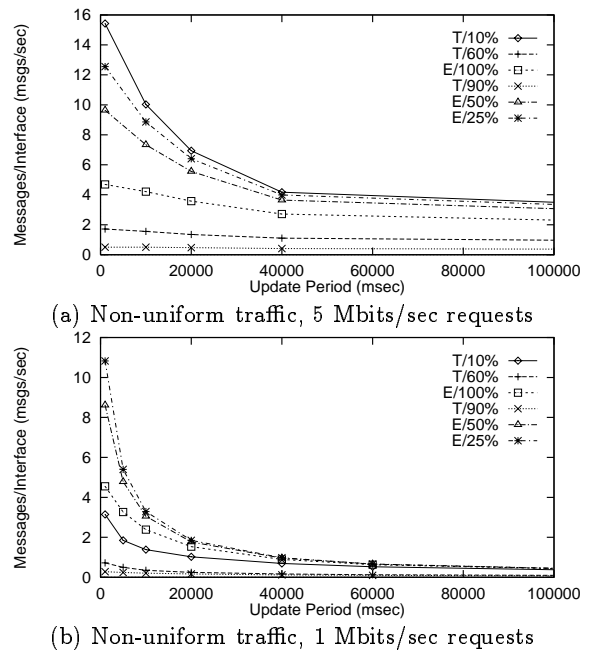 16
14
12
10
8
6
4
2
0
Messages/Interface (msgs/sec)
T/10%
T/60%
E/100%
T/90%
E/50%
E/25%
0 20000 40000 60000 80000 100000
Update Period (msec)
(a) Non-uniform traffic, 5 Mbits/sec requests
12
10
8
6
4
2
0
Messages/Interface (msgs/sec)
T/10%
T/60%
E/100%
T/90%
E/50%
E/25%
0 20000 40000 60000 80000 100000
Update Period (msec)
(b) Non-uniform traffic, 1 Mbits/sec requests